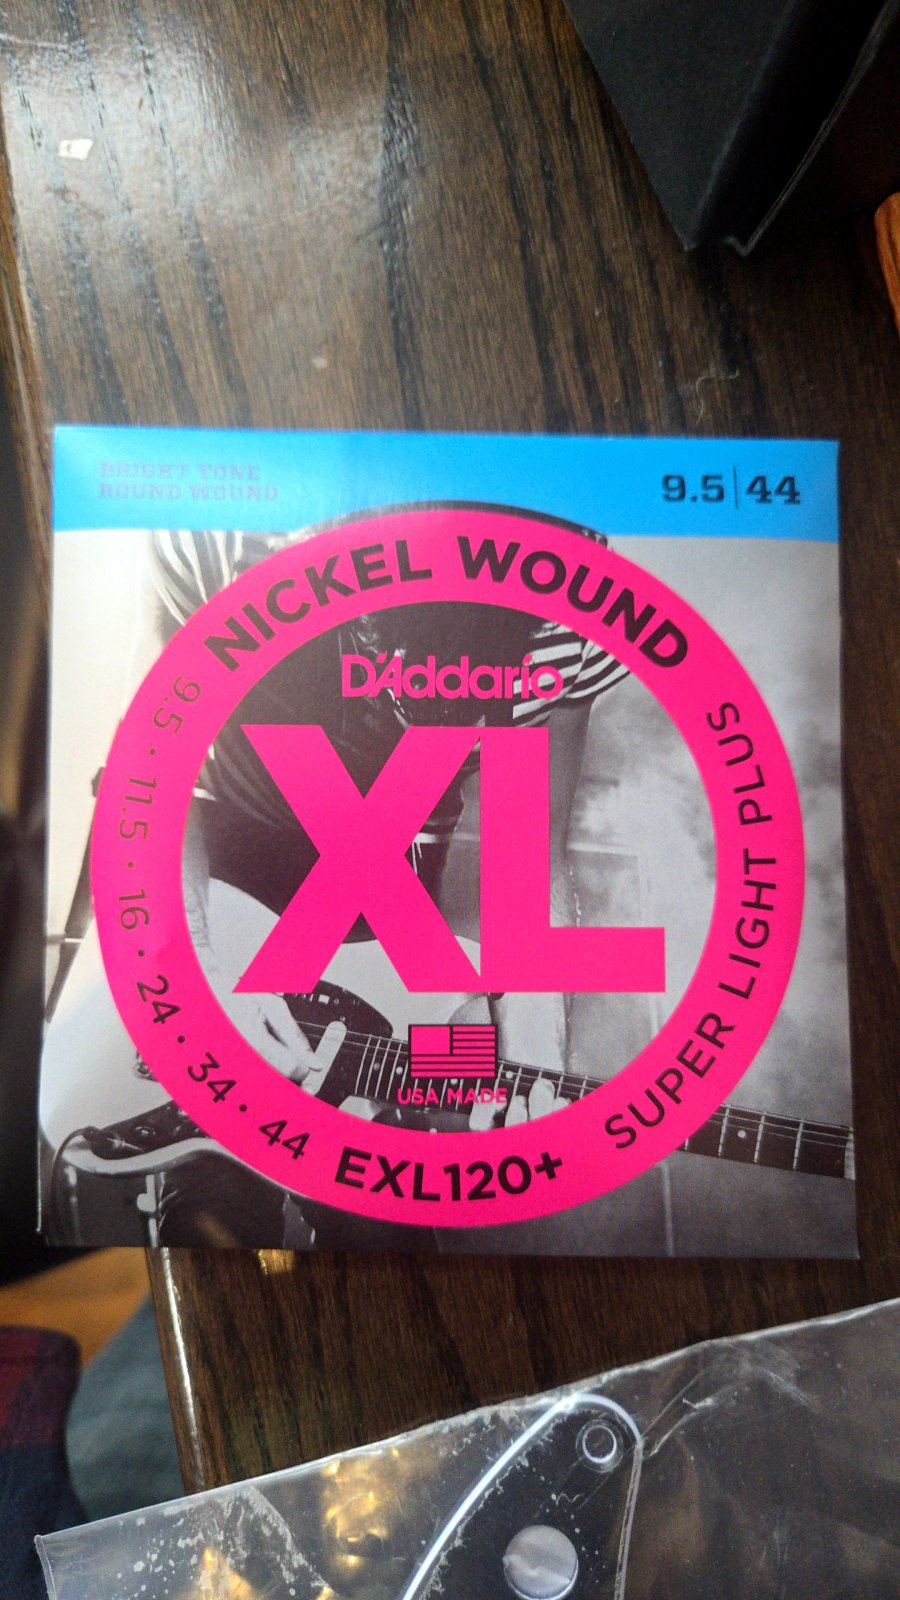 BRIGHT TONE
ROUND WOUND
9.5|44
NICKEL WOUND
D'Addario
XL
USA MADE
9.5 · 11.5 · 16 · 24 · 34 · 44
EXL120+
SUPER LIGHT PLUS